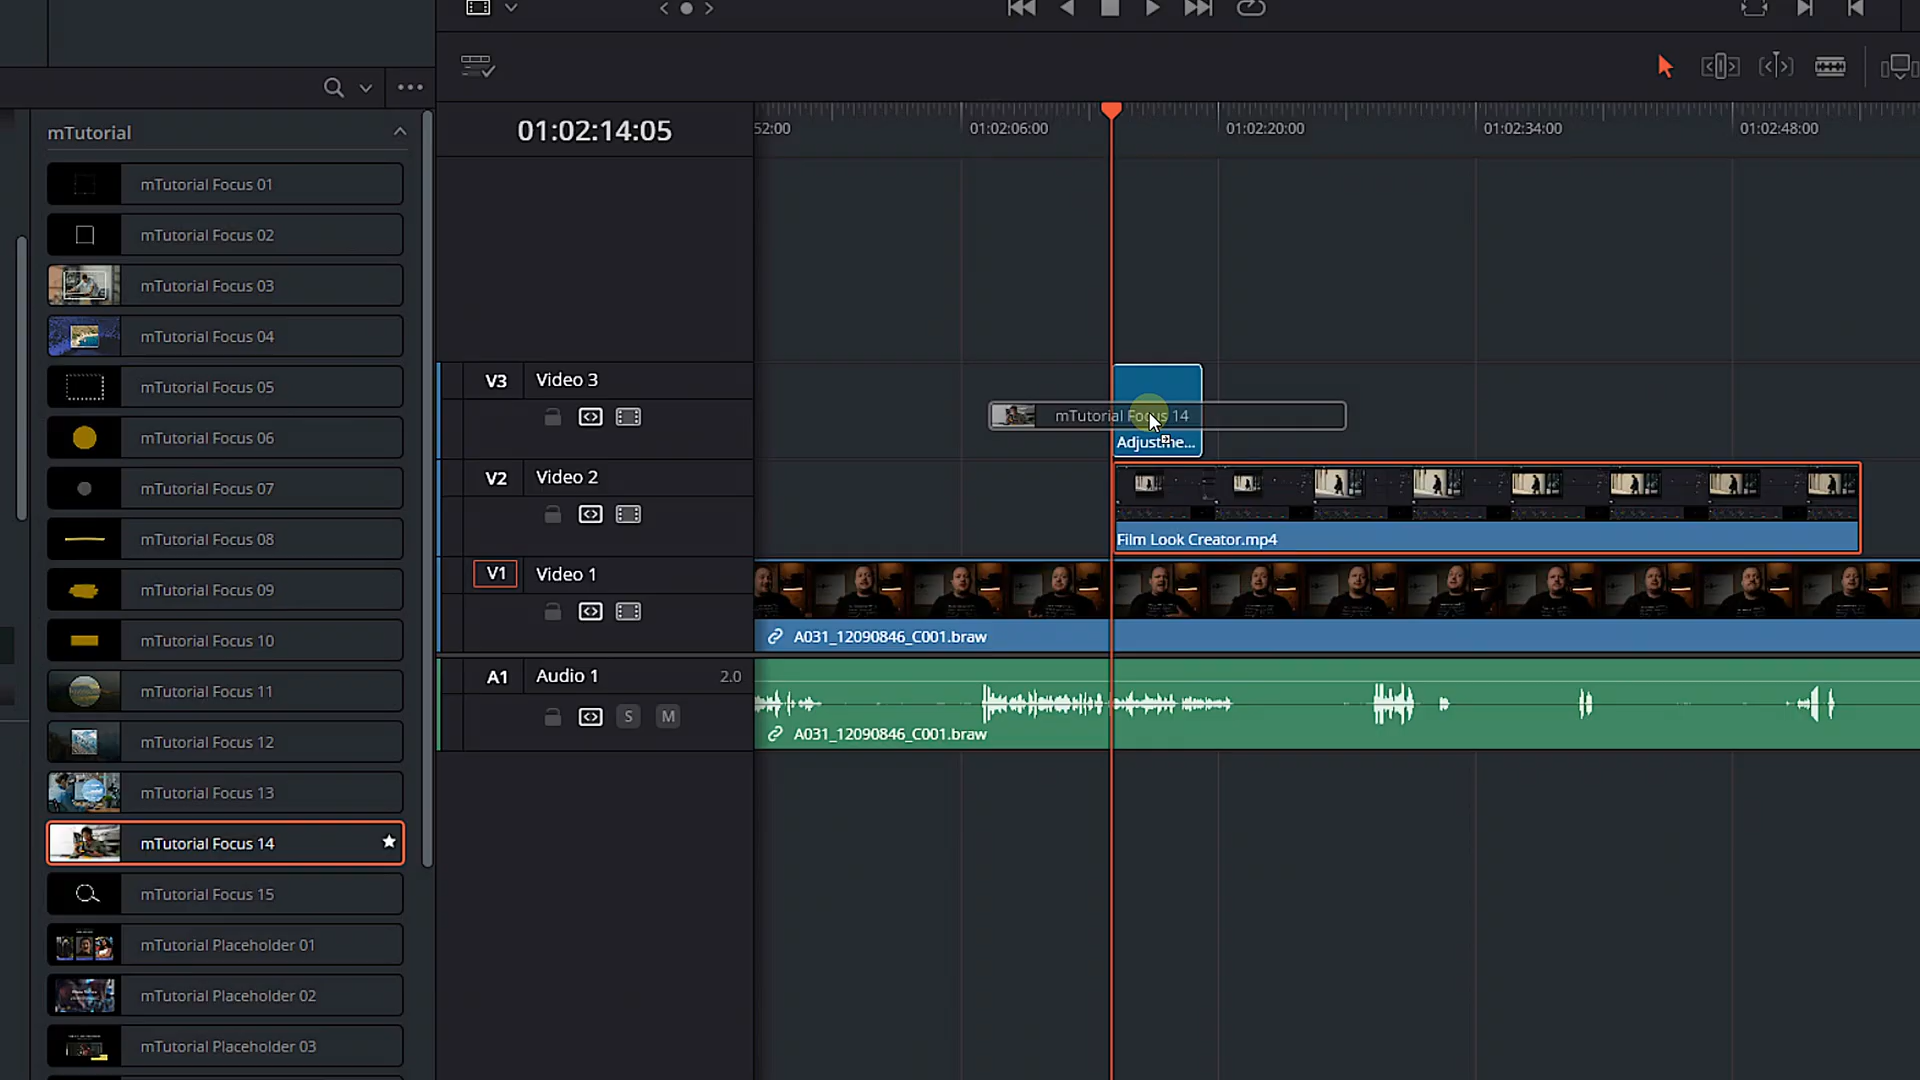 mTutorial
mTutorial Focus 01
mTutorial Focus 02
mTutorial Focus 03
mTutorial Focus 04
mTutorial Focus 05
mTutorial Focus 06
mTutorial Focus 07
mTutorial Focus 08
mTutorial Focus 09
mTutorial Focus 10
mTutorial Focus 11
mTutorial Focus 12
mTutorial Focus 13
mTutorial Focus 14
mTutorial Focus 15
mTutorial Placeholder 01
mTutorial Placeholder 02
mTutorial Placeholder 03
01:02:14:05
52:00
01:02:06:00
01:02:20:00
01:02:34:00
01:02:48:00
V3
Video 3
mTutorial Focus 14
Adjustme...
V2
Video 2
Film Look Creator.mp4
V1
Video 1
A031_12090846_C001.braw
A1
Audio 1
2.0
S
M
A031_12090846_C001.braw